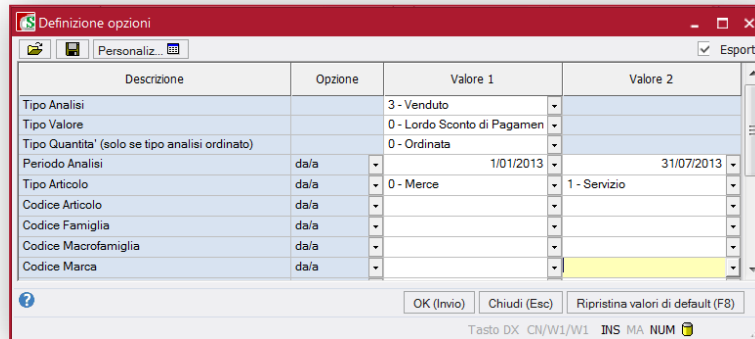 Definizione opzioni
Personaliz... Esport
Descrizione Opzione Valore 1 Valore 2
Tipo Analisi 3 - Venduto
Tipo Valore 0 - Lordo Sconto di Pagamen
Tipo Quantita' (solo se tipo analisi ordinato) 0 - Ordinata
Periodo Analisi da/a 1/01/2013 31/07/2013
Tipo Articolo da/a 0 - Merce 1 - Servizio
Codice Articolo da/a
Codice Famiglia da/a
Codice Macrofamiglia da/a
Codice Marca da/a
OK (Invio) Chiudi (Esc) Ripristina valori di default (F8)
Tasto DX CN/W1/W1 INS MA NUM